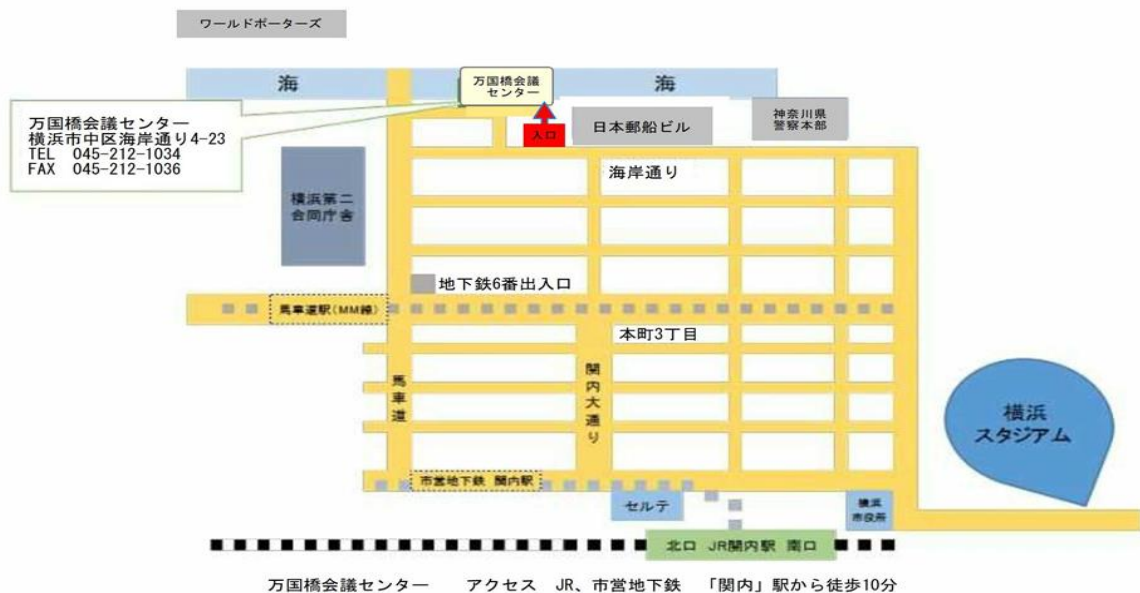 ワールドポーターズ
海
万国橋会議
センター
海
万国橋会議センター
横浜市中区海岸通り4-23
TEL 045-212-1034
FAX 045-212-1036
入口
日本郵船ビル
神奈川県
警察本部
海岸通り
横浜第二
合同庁舎
地下鉄6番出入口
馬車道駅(MM線)
本町3丁目
馬車道
関内大通り
横浜
スタジアム
市営地下鉄 関内駅
セルテ
横浜
市役所
北口 JR関内駅 南口
万国橋会議センター アクセス JR、市営地下鉄 「関内」駅から徒歩10分